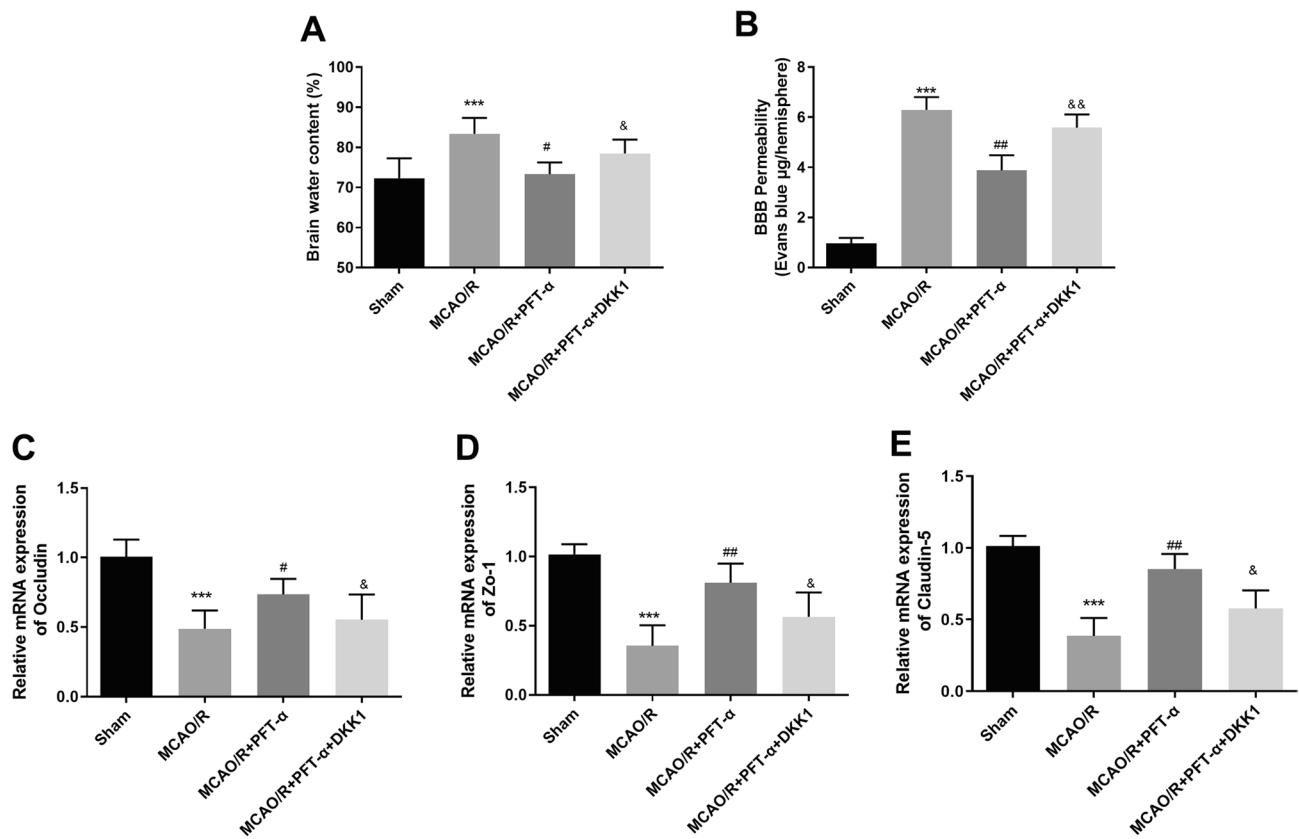 A
Brain water content (%)
100
90
80
70
60
50
***
#
&
Sham
MCAO/R
MCAO/R+PFT-α
MCAO/R+PFT-α+DKK1
B
BBB Permeability
(Evans blue μg/hemisphere)
8
6
4
2
0
***
##
&&
Sham
MCAO/R
MCAO/R+PFT-α
MCAO/R+PFT-α+DKK1
C
Relative mRNA expression
of Occludin
1.5
1.0
0.5
0.0
***
#
&
Sham
MCAO/R
MCAO/R+PFT-α
MCAO/R+PFT-α+DKK1
D
Relative mRNA expression
of Zo-1
1.5
1.0
0.5
0.0
***
##
&
Sham
MCAO/R
MCAO/R+PFT-α
MCAO/R+PFT-α+DKK1
E
Relative mRNA expression
of Claudin-5
1.5
1.0
0.5
0.0
***
##
&
Sham
MCAO/R
MCAO/R+PFT-α
MCAO/R+PFT-α+DKK1